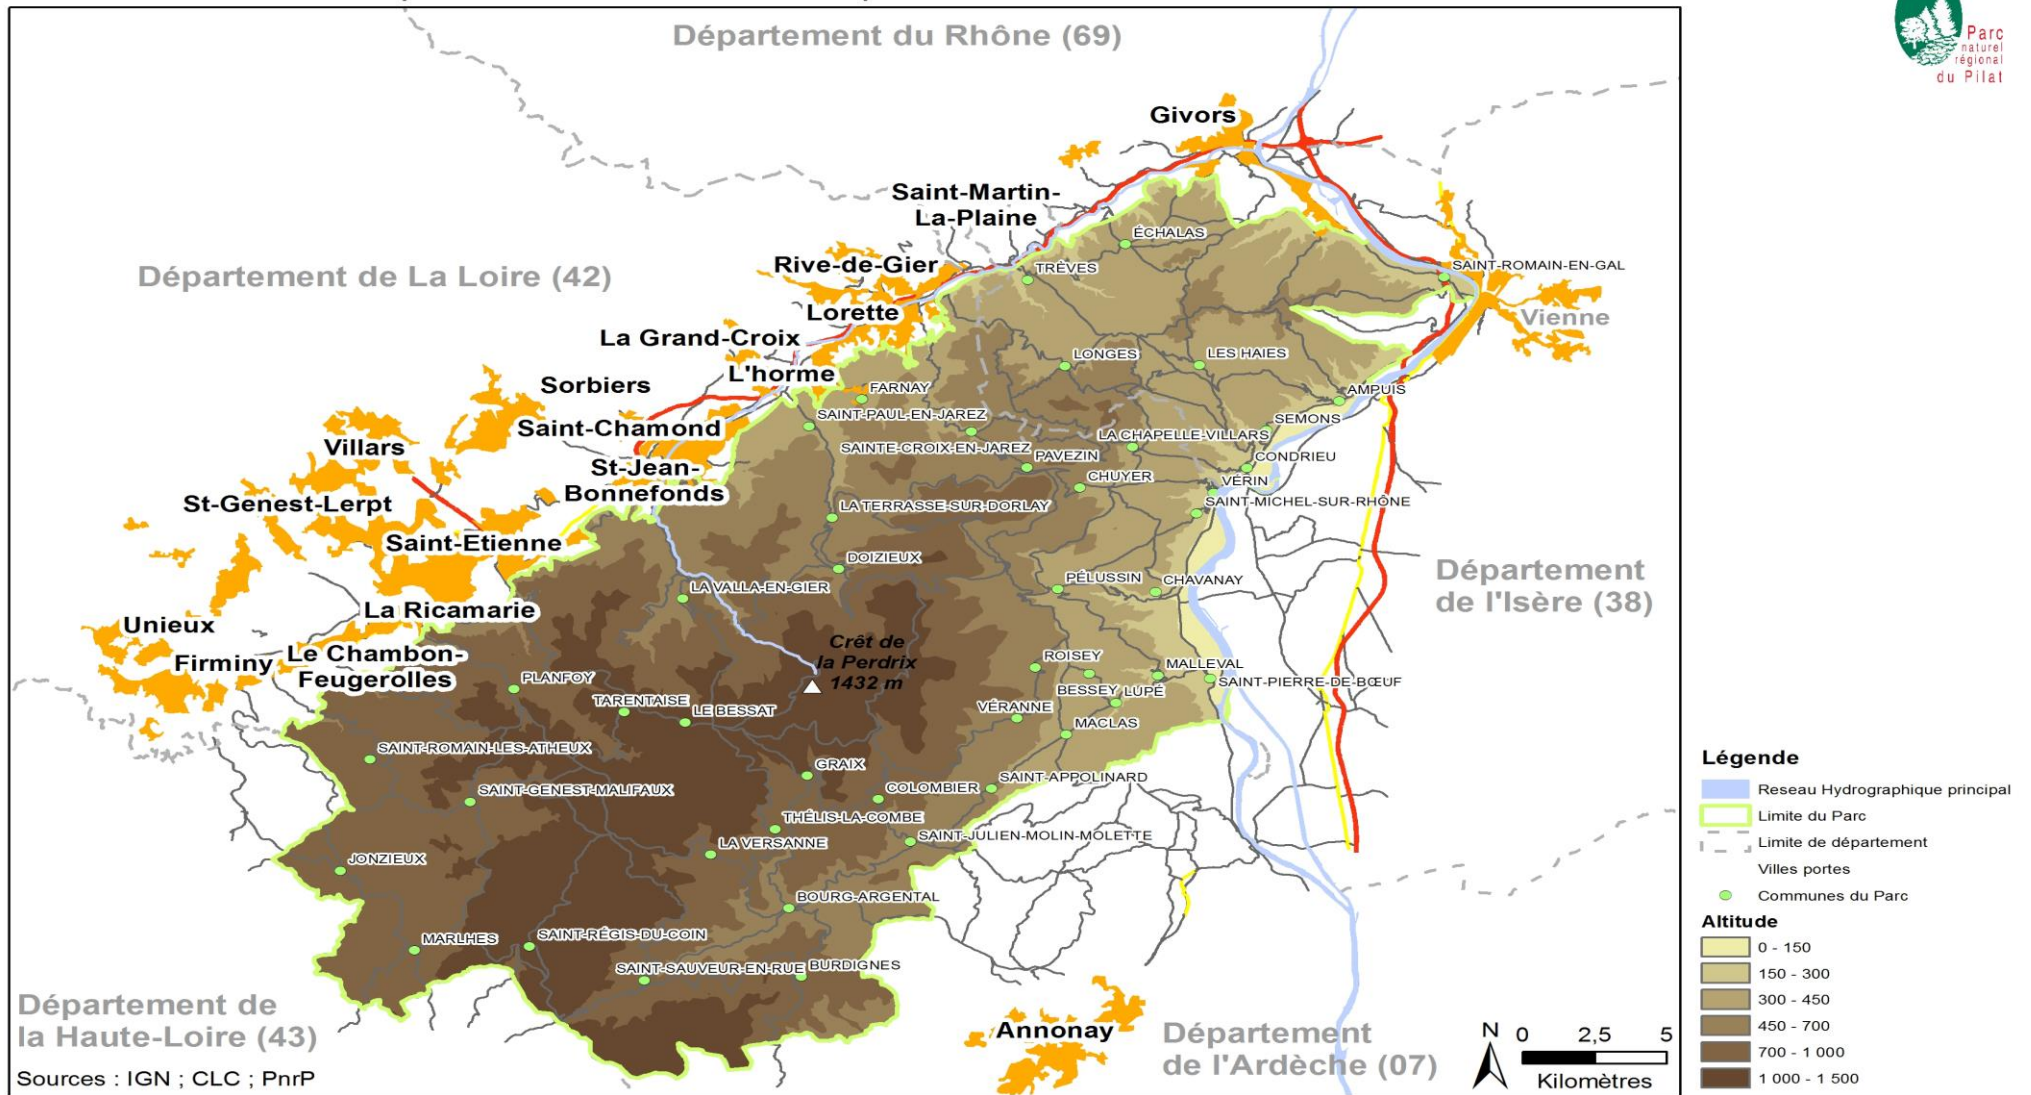 Département du Rhône (69)
Parc
naturel
régional
du Pilat
Givors
Saint-Martin-
La-Plaine
ÉCHALAS
Rive-de-Gier
TRÈVES
SAINT-ROMAIN-EN-GAL
Département de La Loire (42)
Lorette
Vienne
La Grand-Croix
LONGES
LES HAIES
L'horme
Sorbiers
FARNAY
AMPUIS
SAINT-PAUL-EN-JAREZ
SEMONS
Saint-Chamond
LA CHAPELLE-VILLARS
Villars
SAINTE-CROIX-EN-JAREZ
PAVEZIN
CONDRIEU
St-Jean-
Bonnefonds
CHUYER
VÉRIN
St-Genest-Lerpt
LA TERRASSE-SUR-DORLAY
SAINT-MICHEL-SUR-RHÔNE
Saint-Etienne
DOIZIEUX
Département
de l'Isère (38)
LA VALLA-EN-GIER
PÉLUSSIN
CHAVANAY
La Ricamarie
Unieux
Crêt de
la Perdrix
1432 m
Le Chambon-
Feugerolles
Firminy
ROISEY
MALLEVAL
PLANFOY
SAINT-PIERRE-DE-BŒUF
TARENTAISE
BESSEY
LUPÉ
LE BESSAT
VÉRANNE
MACLAS
SAINT-ROMAIN-LES-ATHEUX
GRAIX
SAINT-APPOLINARD
SAINT-GENEST-MALIFAUX
COLOMBIER
THÉLIS-LA-COMBE
SAINT-JULIEN-MOLIN-MOLETTE
LA VERSANNE
JONZIEUX
BOURG-ARGENTAL
MARLHES
SAINT-RÉGIS-DU-COIN
SAINT-SAUVEUR-EN-RUE
BURDIGNES
Département de
la Haute-Loire (43)
Annonay
Département
de l'Ardèche (07)
N
0 2,5 5
Kilomètres
Sources : IGN ; CLC ; PnrP
Légende
Reseau Hydrographique principal
Limite du Parc
Limite de département
Villes portes
Communes du Parc
Altitude
0 - 150
150 - 300
300 - 450
450 - 700
700 - 1 000
1 000 - 1 500